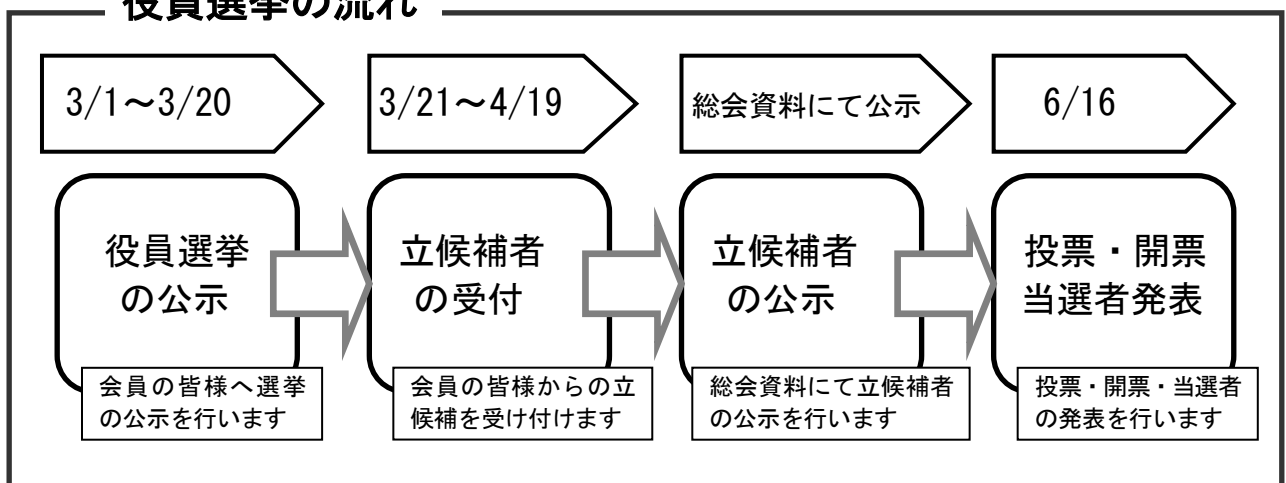 役員選挙の流れ
3/1～3/20
3/21～4/19
総会資料にて公示
6/16
役員選挙
の公示
立候補者
の受付
立候補者
の公示
投票・開票
当選者発表
会員の皆様へ選挙
の公示を行います
会員の皆様からの立
候補を受け付けます
総会資料にて立候補者
の公示を行います
投票・開票・当選者
の発表を行います